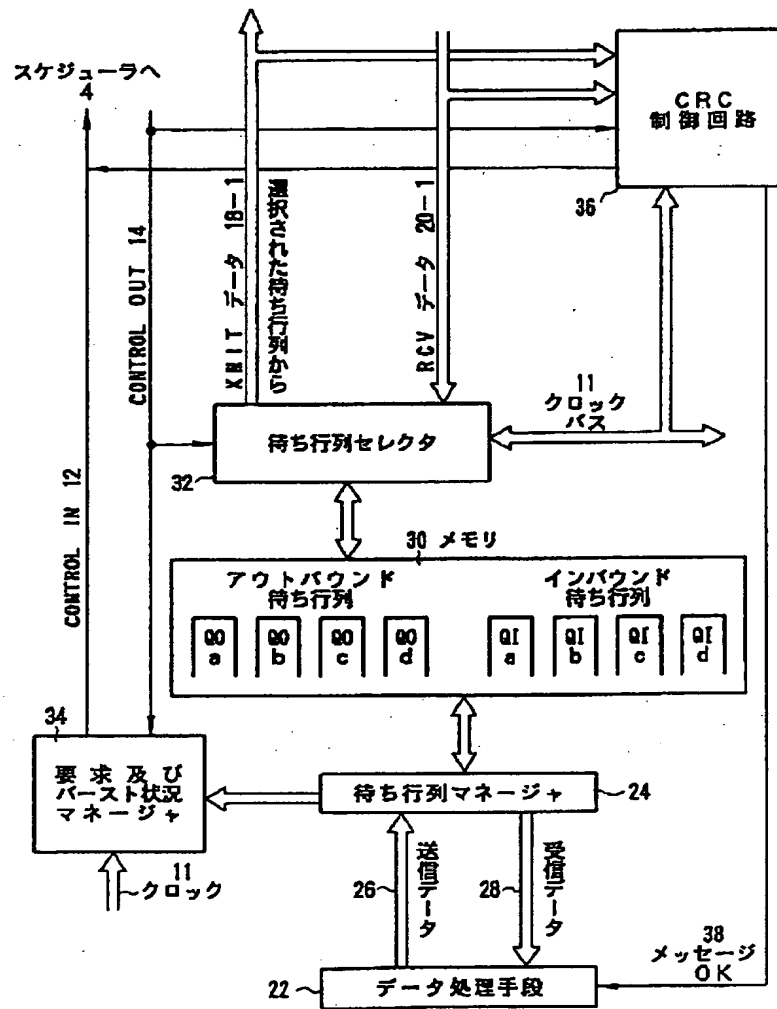 スケジューラへ
4
CRC
制御回路
36
CONTROL OUT 14
XMIT データ 18-1
選択された待ち行列から
RCV データ 20-1
CONTROL IN 12
11
クロック
バス
待ち行列セレクタ
32
30 メモリ
アウトバウンド
待ち行列
インバウンド
待ち行列
QO
a
QO
b
QO
c
QO
d
QI
a
QI
b
QI
c
QI
d
34
要求及び
バースト状況
マネージャ
待ち行列マネージャ
24
11
クロック
26
送信データ
28
受信データ
38
メッセージ
OK
22
データ処理手段